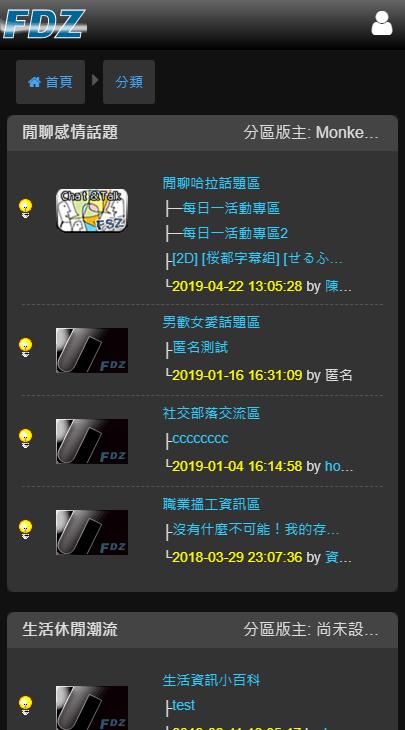 FDZ
首頁
分類
閒聊感情話題 分區版主: Monke…
Chat & Talk
FSZ
閒聊哈拉話題區
├─每日一活動專區
├─每日一活動專區2
├[2D] [桜都字幕組] [せるふ…
└2019-04-22 13:05:28 by 陳…
男歡女愛話題區
├匿名測試
└2019-01-16 16:31:09 by 匿名
FDZ
社交部落交流區
├cccccccc
└2019-01-04 16:14:58 by ho…
FDZ
職業搵工資訊區
├沒有什麼不可能！我的存…
└2018-03-29 23:07:36 by 資…
FDZ
生活休閒潮流 分區版主: 尚未設…
生活資訊小百科
├test
FDZ